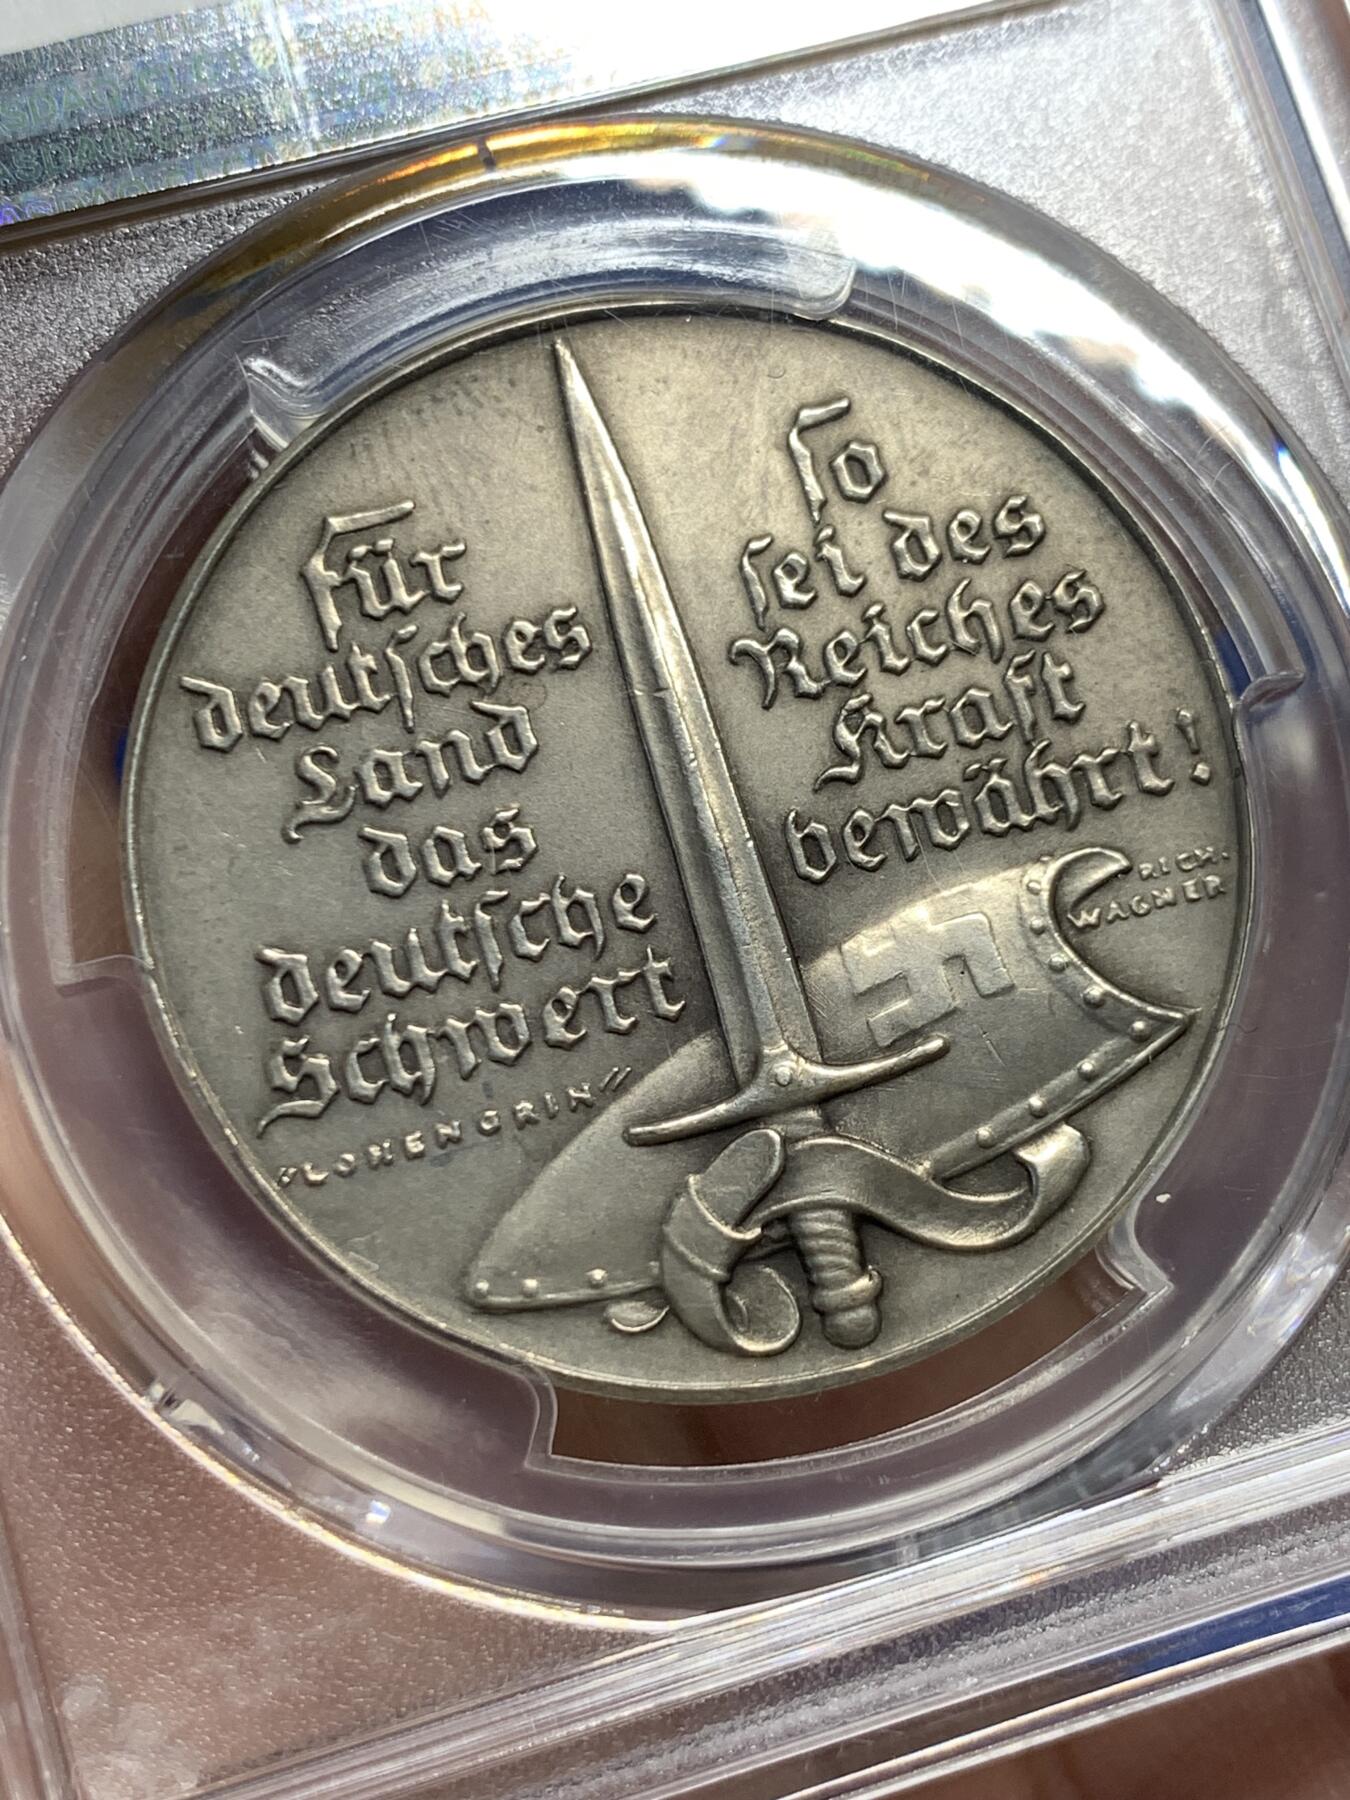 für
deutsches
Land
das
deutsche
Schwert
"LOHENGRIN"
so
sei des
Reiches
Kraft
bewährt!
RICH.
WAGNER